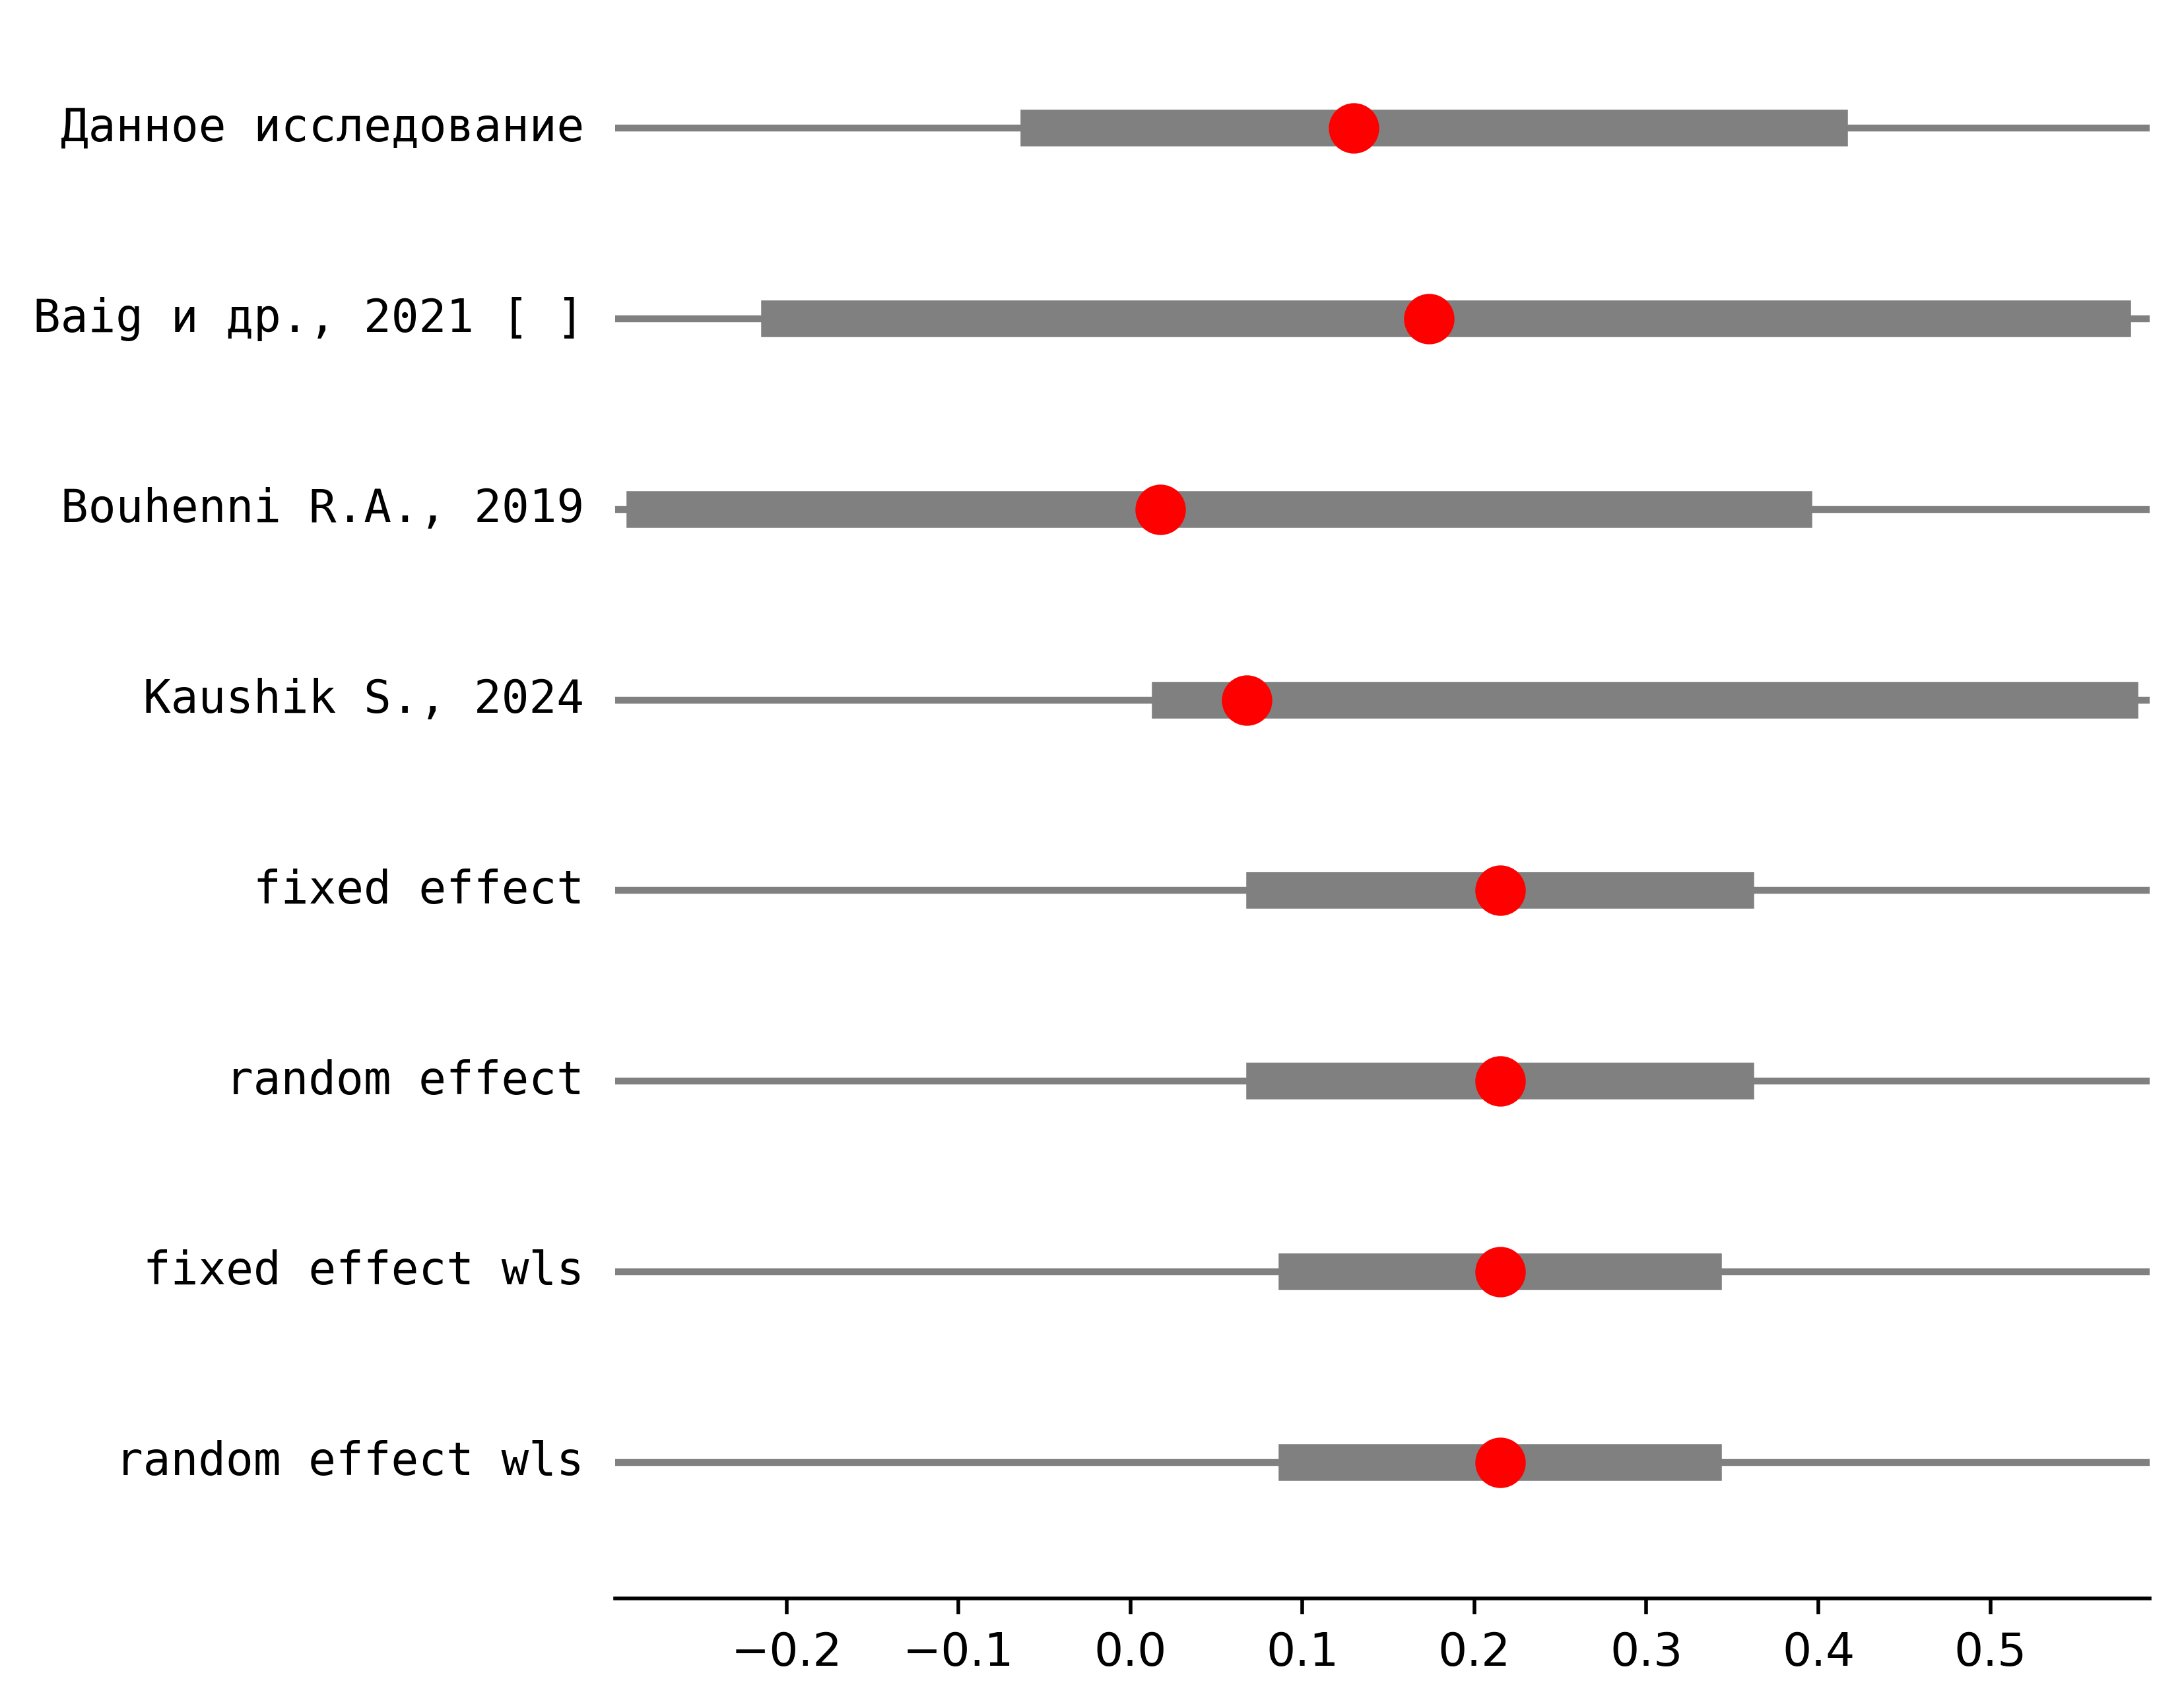 Данное исследование
Baig и др., 2021 [ ]
Bouhenni R.A., 2019
Kaushik S., 2024
fixed effect
random effect
fixed effect wls
random effect wls
−0.2 −0.1 0.0 0.1 0.2 0.3 0.4 0.5